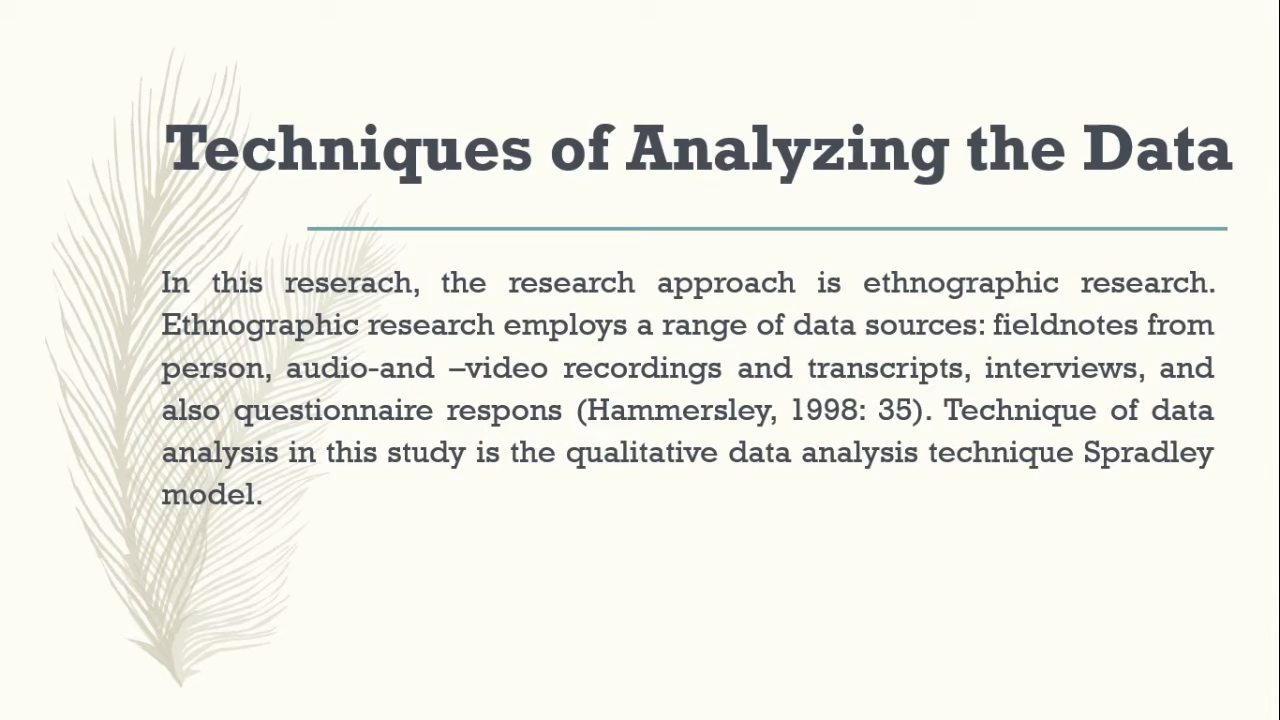 Techniques of Analyzing the Data
In this reserach, the research approach is ethnographic research.
Ethnographic research employs a range of data sources: fieldnotes from
person, audio-and –video recordings and transcripts, interviews, and
also questionnaire respons (Hammersley, 1998: 35). Technique of data
analysis in this study is the qualitative data analysis technique Spradley
model.